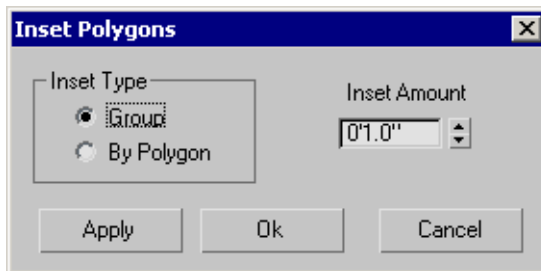 Inset Polygons
Inset Type
Group
By Polygon
Inset Amount
0'1.0"
Apply
Ok
Cancel